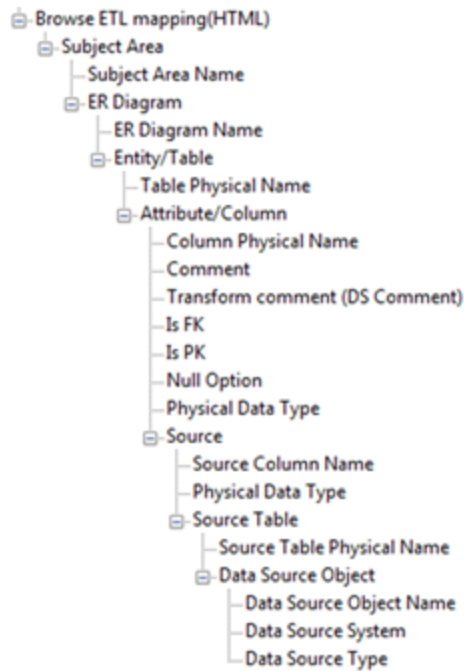 Browse ETL mapping(HTML)
Subject Area
Subject Area Name
ER Diagram
ER Diagram Name
Entity/Table
Table Physical Name
Attribute/Column
Column Physical Name
Comment
Transform comment (DS Comment)
Is FK
Is PK
Null Option
Physical Data Type
Source
Source Column Name
Physical Data Type
Source Table
Source Table Physical Name
Data Source Object
Data Source Object Name
Data Source System
Data Source Type